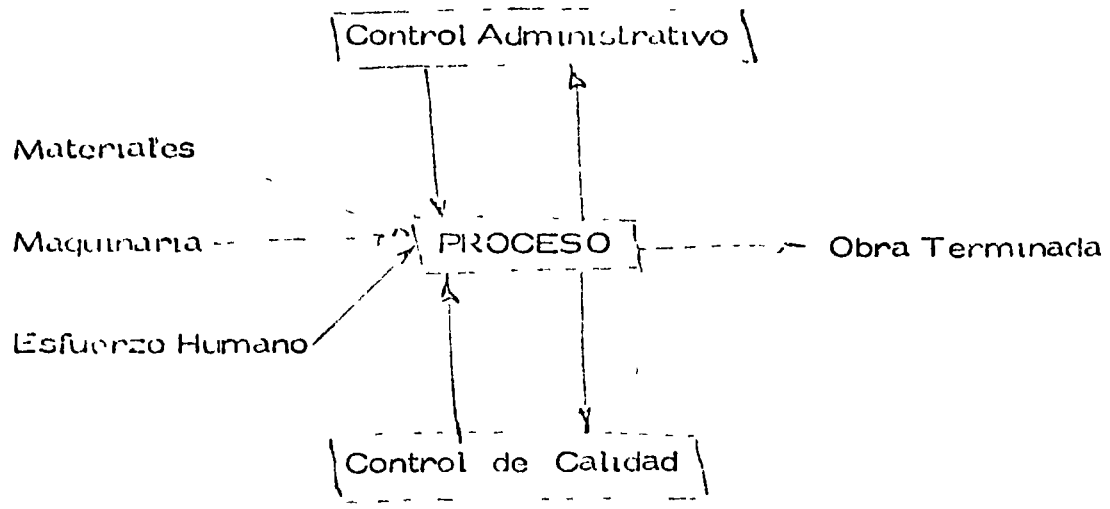 Control Administrativo
Materiales
Maquinaria
PROCESO
Obra Terminada
Esfuerzo Humano
Control de Calidad